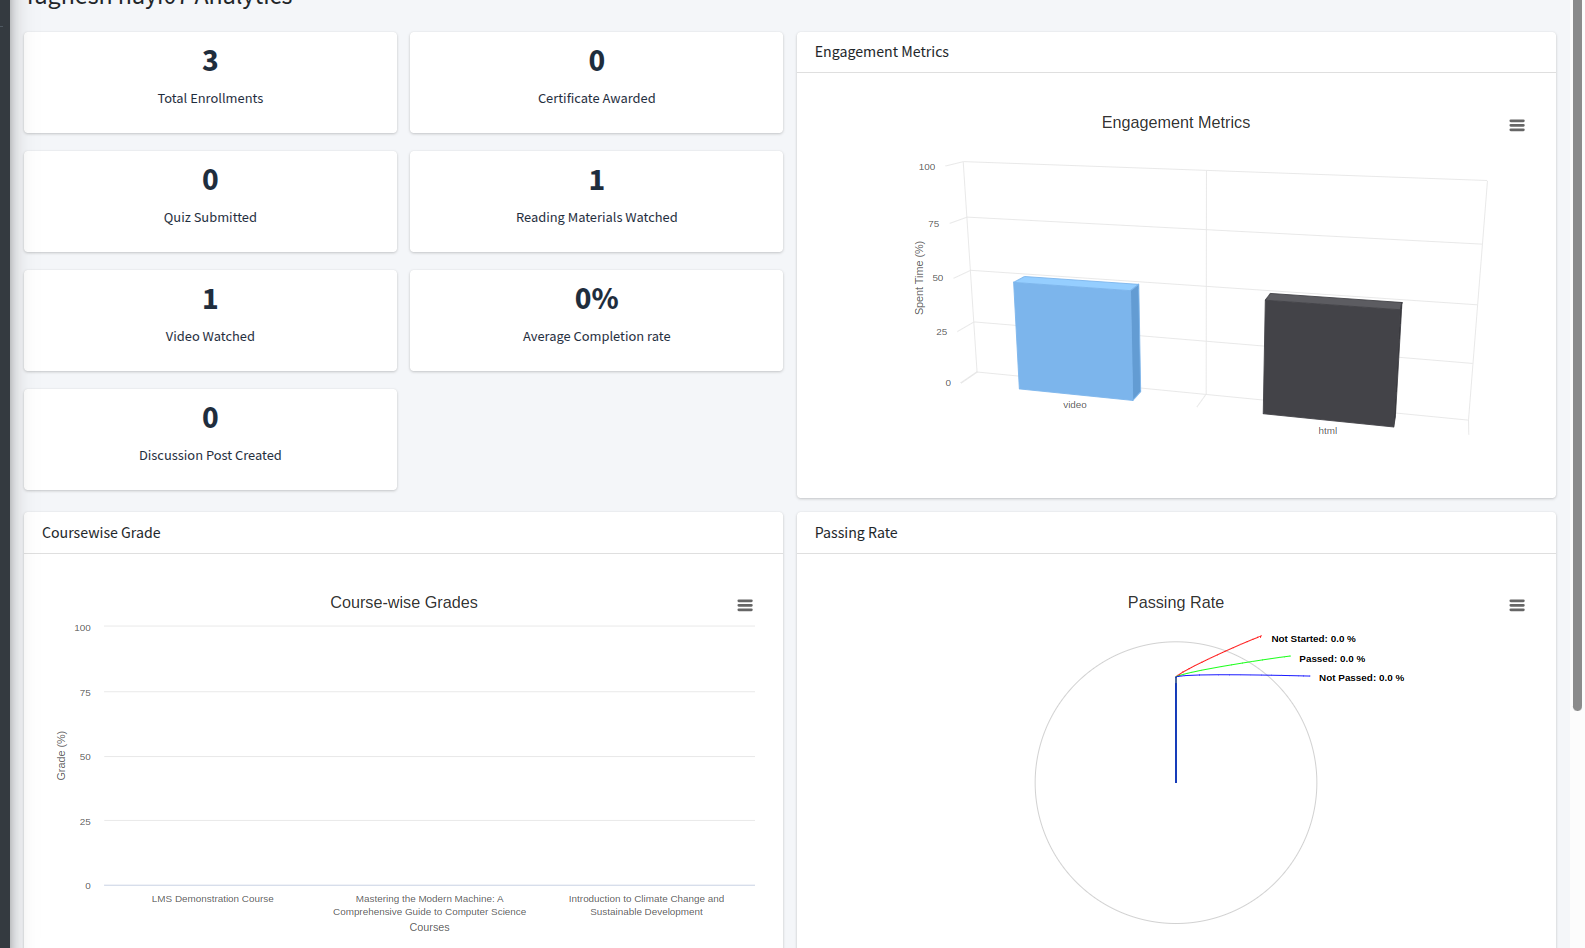 Analytics
3
Total Enrollments
0
Certificate Awarded
0
Quiz Submitted
1
Reading Materials Watched
1
Video Watched
0%
Average Completion rate
0
Discussion Post Created
Engagement Metrics
Engagement Metrics
100
75
50
25
0
Spent Time (%)
video
html
Coursewise Grade
Course-wise Grades
100
75
50
25
0
Grade (%)
LMS Demonstration Course
Mastering the Modern Machine: A
Comprehensive Guide to Computer Science
Introduction to Climate Change and
Sustainable Development
Courses
Passing Rate
Passing Rate
Not Started: 0.0 %
Passed: 0.0 %
Not Passed: 0.0 %